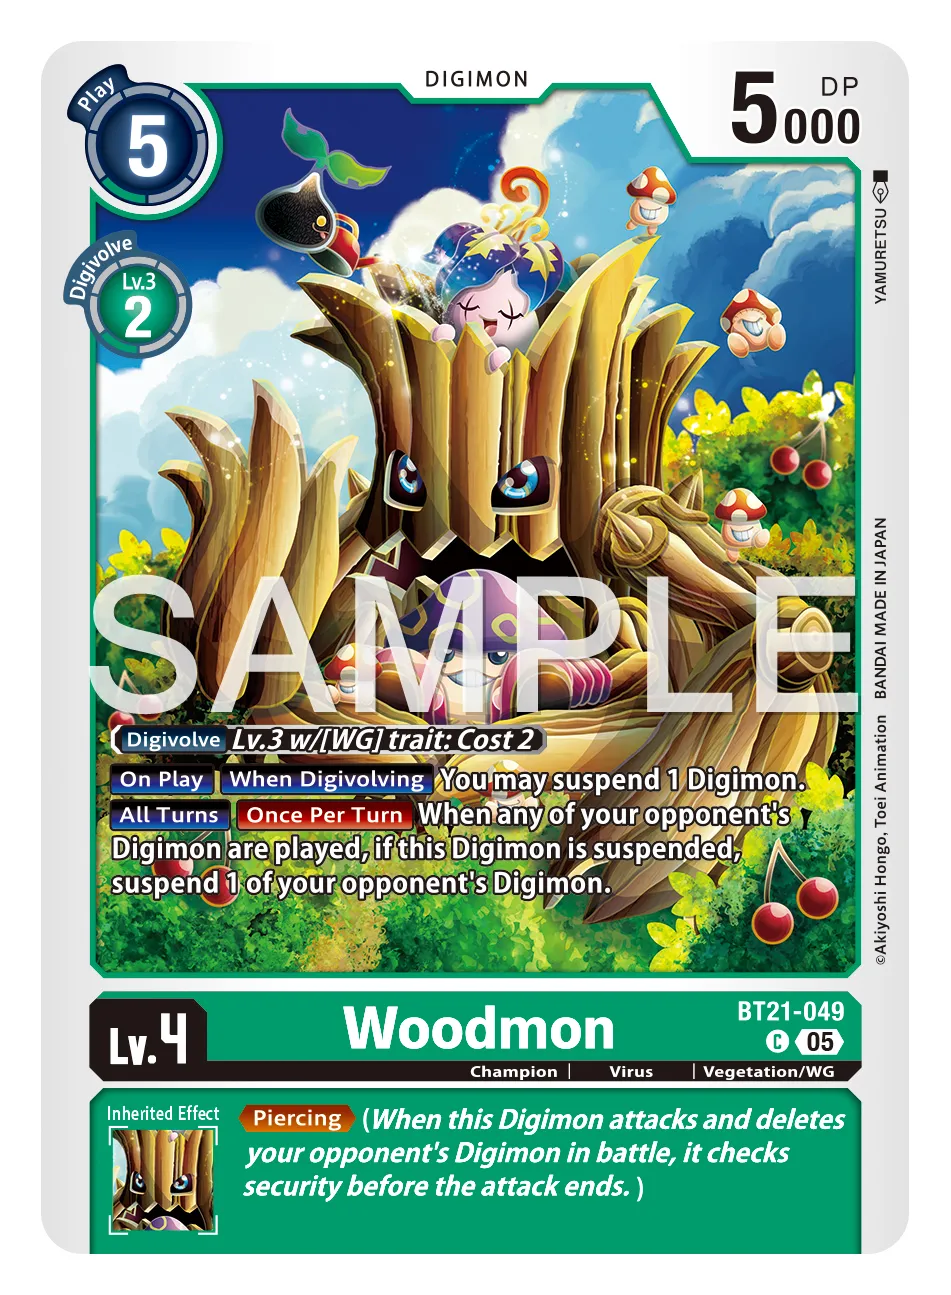 DIGIMON
Play
5
DP
5000
Digivolve
Lv.3
2
YAMURETSU
SAMPLE
Digivolve Lv.3 w/[WG] trait: Cost 2
On Play When Digivolving You may suspend 1 Digimon.
All Turns Once Per Turn When any of your opponent's
Digimon are played, if this Digimon is suspended,
suspend 1 of your opponent's Digimon.
©Akiyoshi Hongo, Toei Animation BANDAI MADE IN JAPAN
Lv.4
Woodmon
BT21-049
C 05
Champion | Virus | Vegetation/WG
Inherited Effect
Piercing (When this Digimon attacks and deletes
your opponent's Digimon in battle, it checks
security before the attack ends. )